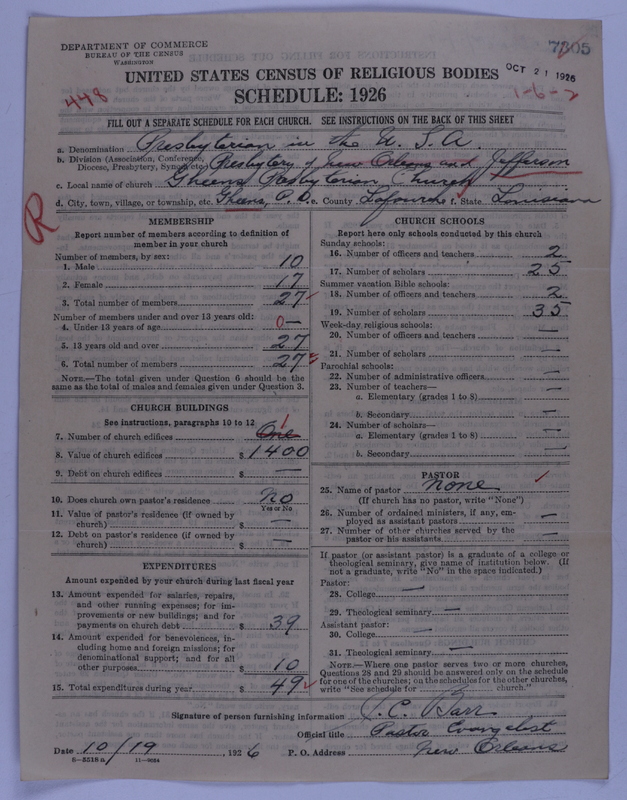 DEPARTMENT OF COMMERCE
BUREAU OF THE CENSUS
WASHINGTON
7805
OCT 21 1926
UNITED STATES CENSUS OF RELIGIOUS BODIES
448
SCHEDULE: 1926
1-6-2
FILL OUT A SEPARATE SCHEDULE FOR EACH CHURCH. SEE INSTRUCTIONS ON THE BACK OF THIS SHEET
a. Denomination Presbyterian in the U. S. A.
b. Division (Association, Conference, Diocese, Presbytery, Synod, etc.) Presbytery of New Orleans and Jefferson
c. Local name of church Gheens Presbyterian Church
d. City, town, village, or township, etc. Gheens, P. O. e. County Lafourche f. State Louisiana
R
MEMBERSHIP
Report number of members according to definition of
member in your church
Number of members, by sex:
1. Male 10
2. Female 17
3. Total number of members 27
Number of members under and over 13 years old:
4. Under 13 years of age 0 —
5. 13 years old and over 27
6. Total number of members 27
NOTE.—The total given under Question 6 should be the
same as the total of males and females given under Question 3.
CHURCH BUILDINGS
See instructions, paragraphs 10 to 12
7. Number of church edifices One 1
8. Value of church edifices $ 1400
9. Debt on church edifices $ —
10. Does church own pastor's residence no
Yes or No
11. Value of pastor's residence (if owned by
church) $ —
12. Debt on pastor's residence (if owned by
church) $ —
EXPENDITURES
Amount expended by your church during last fiscal year
13. Amount expended for salaries, repairs,
and other running expenses; for im-
provements or new buildings; and for
payments on church debt $ 39
14. Amount expended for benevolences, in-
cluding home and foreign missions; for
denominational support; and for all
other purposes $ 10
15. Total expenditures during year $ 49
CHURCH SCHOOLS
Report here only schools conducted by this church
Sunday schools:
16. Number of officers and teachers 2
17. Number of scholars 25
Summer vacation Bible schools:
18. Number of officers and teachers 2
19. Number of scholars 35
Week-day religious schools:
20. Number of officers and teachers —
21. Number of scholars —
Parochial schools:
22. Number of administrative officers —
23. Number of teachers—
a. Elementary (grades 1 to 8) —
b. Secondary —
24. Number of scholars—
a. Elementary (grades 1 to 8) —
b. Secondary —
PASTOR
25. Name of pastor none
(If church has no pastor, write "None")
26. Number of ordained ministers, if any, em-
ployed as assistant pastors —
27. Number of other churches served by the
pastor or his assistants —
If pastor (or assistant pastor) is a graduate of a college or
theological seminary, give name of institution below. (If
not a graduate, write "No" in the space indicated.)
Pastor:
28. College —
29. Theological seminary —
Assistant pastor:
30. College —
31. Theological seminary —
NOTE.—Where one pastor serves two or more churches,
Questions 28 and 29 should be answered only on the schedule
for one of the churches; on the schedules for the other churches,
write "See schedule for church."
Signature of person furnishing information J. C. Barr
Official title Pastor Evangelist
Date 10/19, 1926 P. O. Address New Orleans
S—5518 a 11—9034